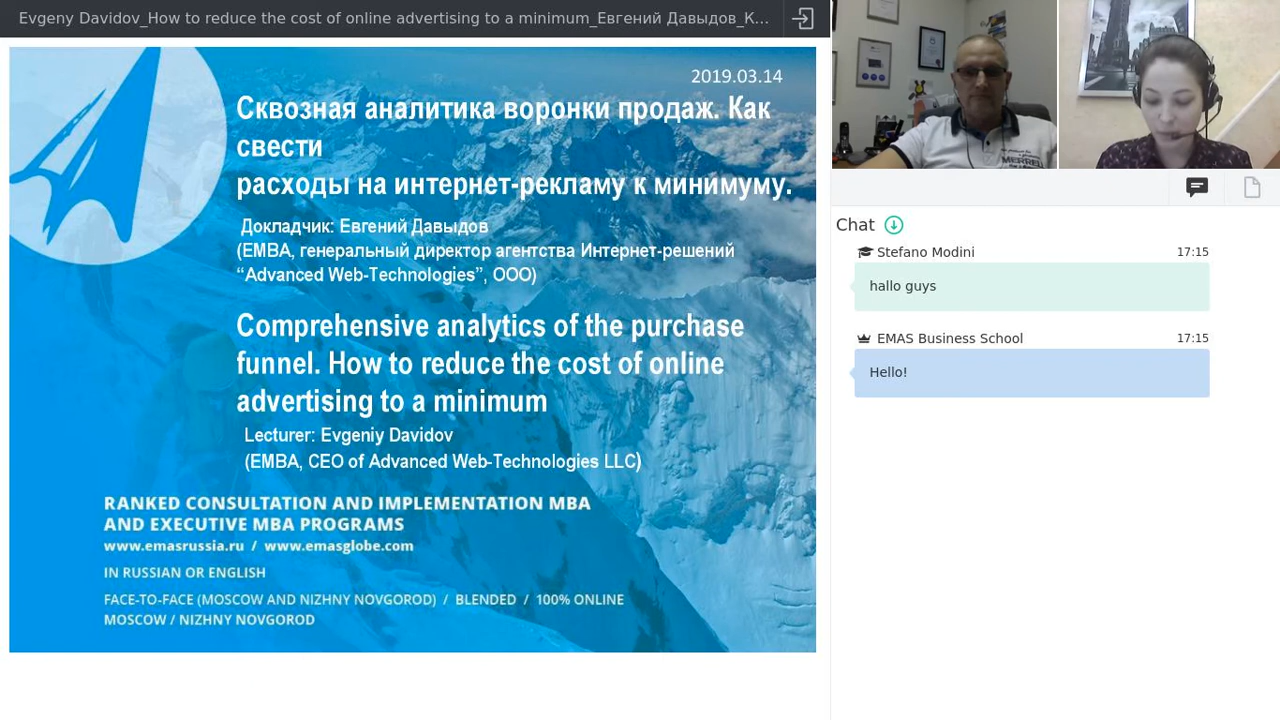 Evgeny Davidov_How to reduce the cost of online advertising to a minimum_Евгений Давыдов_К...
2019.03.14
Сквозная аналитика воронки продаж. Как
свести
расходы на интернет-рекламу к минимуму.
Докладчик: Евгений Давыдов
(EMBA, генеральный директор агентства Интернет-решений
“Advanced Web-Technologies”, ООО)
Comprehensive analytics of the purchase
funnel. How to reduce the cost of online
advertising to a minimum
Lecturer: Evgeniy Davidov
(EMBA, CEO of Advanced Web-Technologies LLC)
RANKED CONSULTATION AND IMPLEMENTATION MBA
AND EXECUTIVE MBA PROGRAMS
www.emasrussia.ru / www.emasglobe.com
IN RUSSIAN OR ENGLISH
FACE-TO-FACE (MOSCOW AND NIZHNY NOVGOROD) / BLENDED / 100% ONLINE
MOSCOW / NIZHNY NOVGOROD
MERRELL
Chat
Stefano Modini 17:15
hallo guys
EMAS Business School 17:15
Hello!